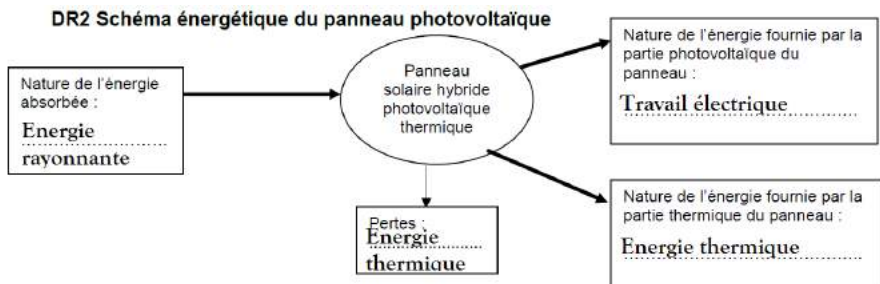 DR2 Schéma énergétique du panneau photovoltaïque
Nature de l'énergie
absorbée :
Energie
rayonnante
Panneau
solaire hybride
photovoltaïque
thermique
Nature de l'énergie fournie par la
partie photovoltaïque du
panneau :
Travail électrique
Pertes :
Energie
thermique
Nature de l'énergie fournie par la
partie thermique du panneau :
Energie thermique